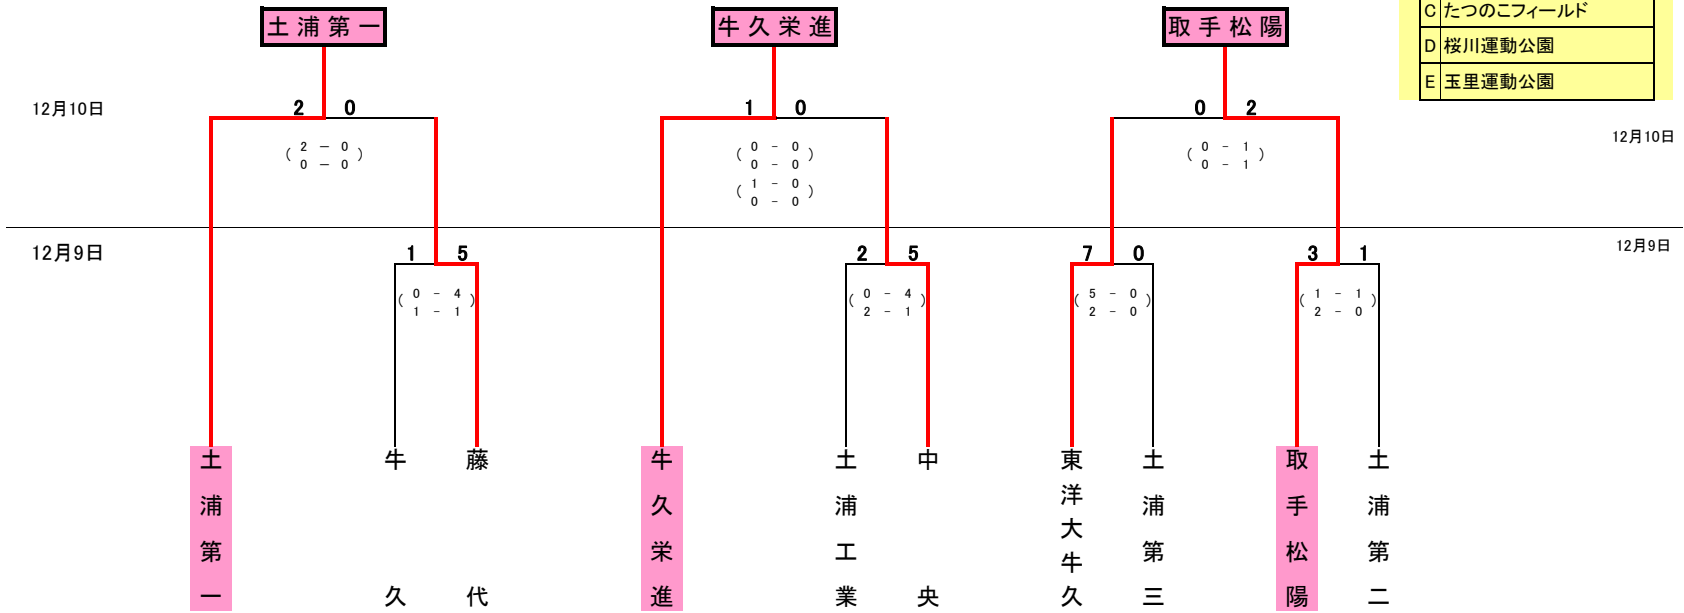 土浦第一
牛久栄進
取手松陽
C たつのこフィールド
D 桜川運動公園
E 玉里運動公園
12月10日
2 0
1 0
0 2
12月10日
( 2 － 0 )
0 － 0
( 0 - 0 )
0 - 0
( 1 - 0 )
0 - 0
( 0 - 1 )
0 - 1
12月9日
1 5
2 5
7 0
3 1
12月9日
( 0 - 4 )
1 - 1
( 0 - 4 )
2 - 1
( 5 - 0 )
2 - 0
( 1 - 1 )
2 - 0
土浦第一
牛久
藤代
牛久栄進
土浦工業
中央
東洋大牛久
土浦第三
取手松陽
土浦第二